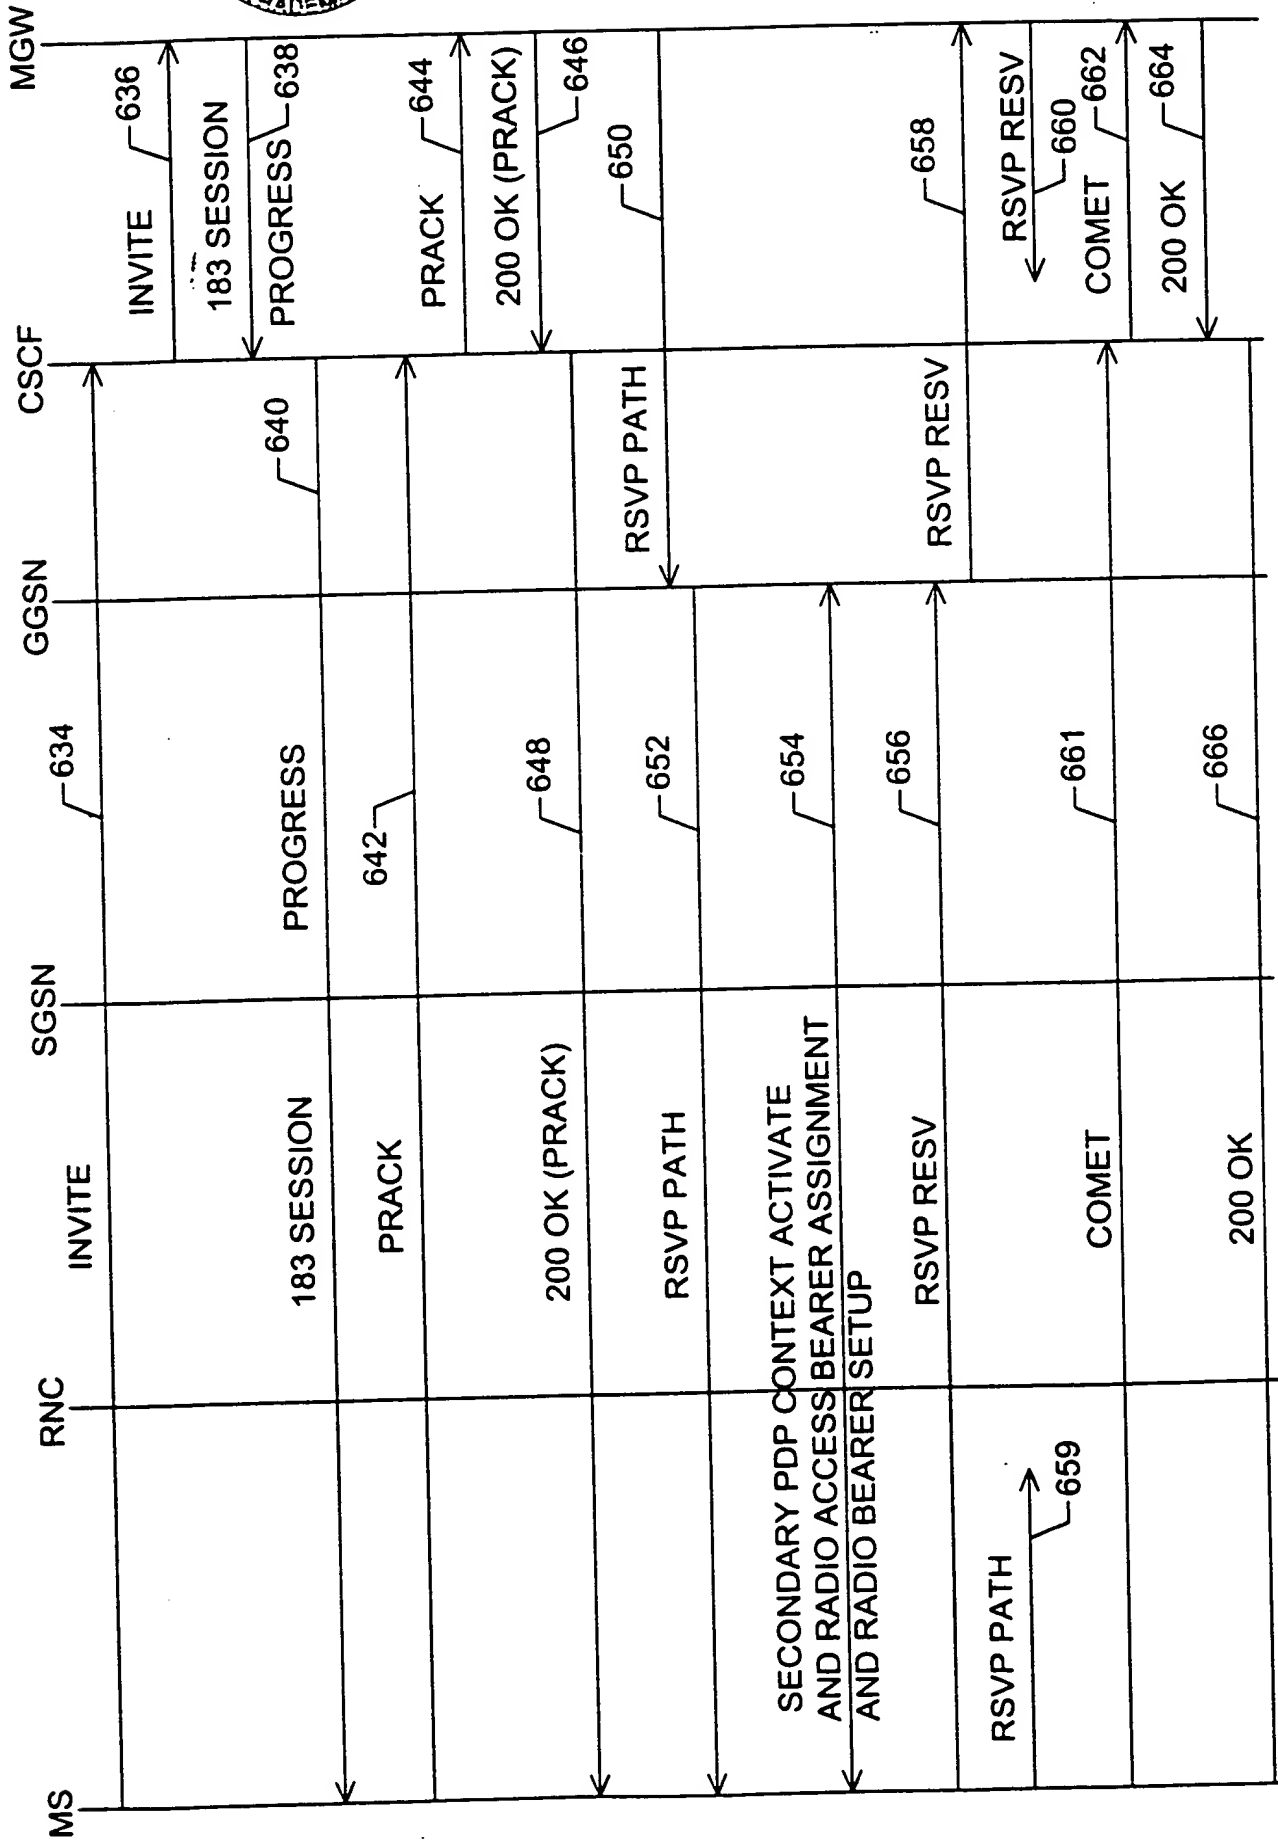 MS
RNC
SGSN
GGSN
CSCF
MGW
INVITE
634
INVITE
636
183 SESSION
PROGRESS
638
183 SESSION
PROGRESS
640
PRACK
642
PRACK
644
200 OK (PRACK)
646
200 OK (PRACK)
648
RSVP PATH
650
RSVP PATH
652
SECONDARY PDP CONTEXT ACTIVATE
AND RADIO ACCESS BEARER ASSIGNMENT
AND RADIO BEARER SETUP
654
RSVP RESV
656
RSVP RESV
658
RSVP PATH
659
RSVP RESV
660
COMET
661
COMET
662
200 OK
664
200 OK
666